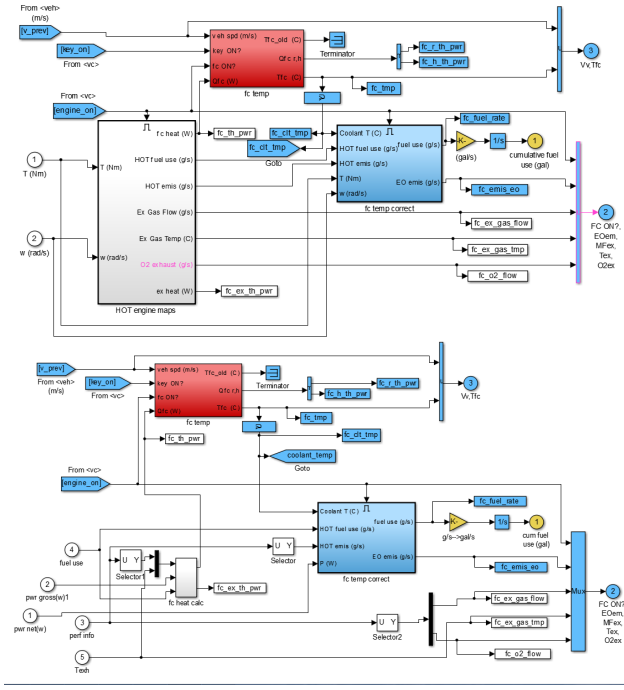 From <veh>
(m/s)
[v_prev]
[key_on]
From <vc>
veh spd (m/s)
key ON?
fc ON?
Qfc (W)
Tfc_old (C)
Qfc r,h
Tfc (C)
fc temp
Terminator
T
fc_r_th_pwr
fc_h_th_pwr
fc_tmp
3
Vv,Tfc
From <vc>
[engine_on]
fc heat (W)
fc_th_pwr
fc_clt_tmp
fc_clt_tmp
Goto
Coolant T (C)
HOT fuel use (g/s)
HOT emis (g/s)
T (Nm)
w (rad/s)
fuel use (g/s)
EO emis (g/s)
fc temp correct
fc_fuel_rate
-K-
(gal/s)
1/s
1
cumulative fuel
use (gal)
fc_emis_eo
1
T (Nm)
2
w (rad/s)
T (Nm)
w (rad/s)
HOT fuel use (g/s)
HOT emis (g/s)
Ex Gas Flow (g/s)
Ex Gas Temp (C)
O2 exhaust (g/s)
ex heat (W)
HOT engine maps
fc_ex_th_pwr
fc_ex_gas_flow
fc_ex_gas_tmp
fc_o2_flow
2
FC ON?,
EOem,
MFex,
Tex,
O2ex
[v_prev]
From <veh>
(m/s)
[key_on]
From <vc>
veh spd (m/s)
key ON?
fc ON?
Qfc (W)
Tfc_old (C)
Qfc r,h
Tfc (C)
fc temp
Terminator
T
fc_r_th_pwr
fc_h_th_pwr
fc_tmp
3
Vv,Tfc
fc_th_pwr
fc_clt_tmp
coolant_temp
Goto
From <vc>
[engine_on]
Coolant T (C)
HOT fuel use (g/s)
HOT emis (g/s)
P (W)
fuel use (g/s)
EO emis (g/s)
fc temp correct
fc_fuel_rate
-K-
g/s-->gal/s
1/s
1
cum fuel
use (gal)
fc_emis_eo
4
fuel use
2
pwr gross(w)1
1
pwr net(w)
3
perf info
5
Texh
U Y
Selector1
fc heat calc
fc_ex_th_pwr
U Y
Selector
U Y
Selector2
fc_ex_gas_flow
fc_ex_gas_tmp
fc_o2_flow
Mux
2
FC ON?,
EOem,
MFex,
Tex,
O2ex